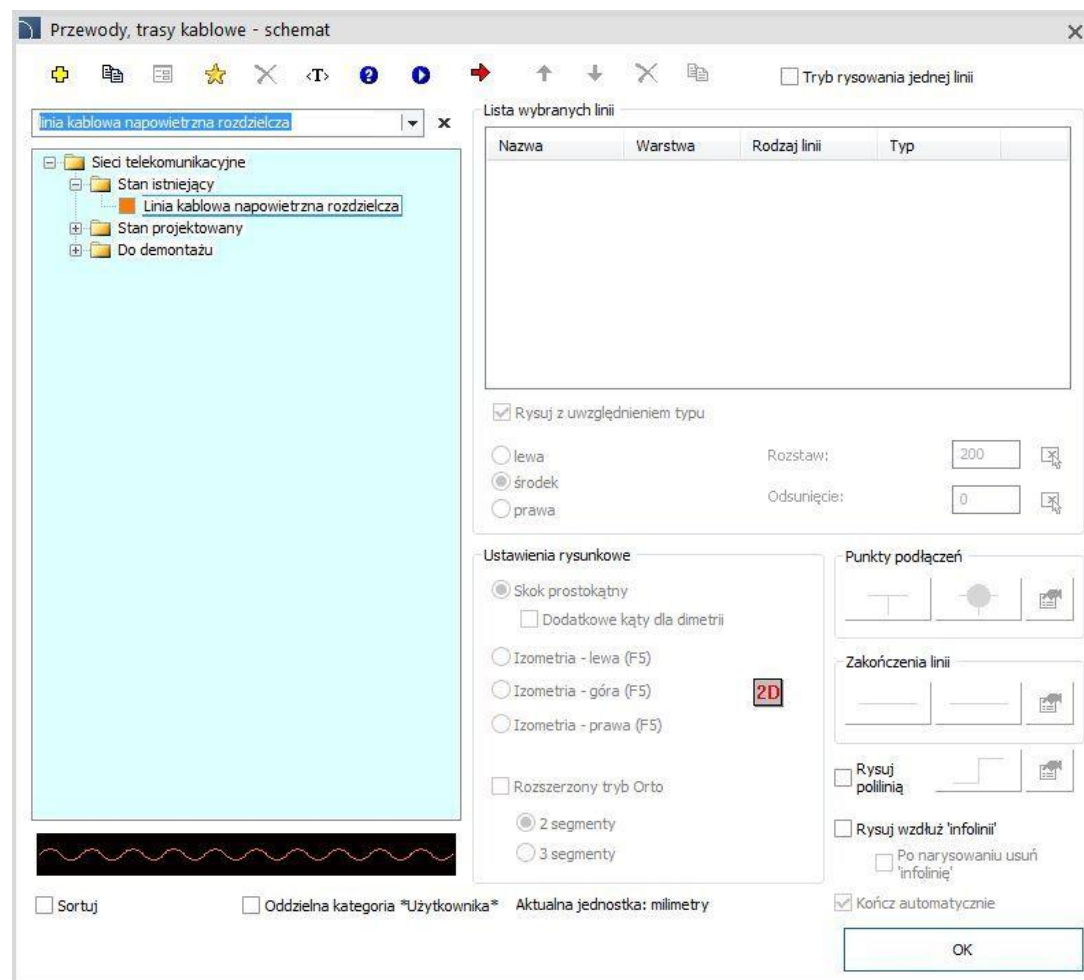 Przewody, trasy kablowe - schemat
<T>
Tryb rysowania jednej linii
linia kablowa napowietrzna rozdzielcza
Sieci telekomunikacyjne
Stan istniejący
Linia kablowa napowietrzna rozdzielcza
Stan projektowany
Do demontażu
Sortuj
Oddzielna kategoria *Użytkownika*
Lista wybranych linii
Nazwa Warstwa Rodzaj linii Typ
Rysuj z uwzględnieniem typu
lewa
środek
prawa
Rozstaw: 200
Odsunięcie: 0
Ustawienia rysunkowe
Skok prostokątny
Dodatkowe kąty dla dimetrii
Izometria - lewa (F5)
Izometria - góra (F5)
Izometria - prawa (F5)
2D
Rozszerzony tryb Orto
2 segmenty
3 segmenty
Aktualna jednostka: milimetry
Punkty podłączeń
Zakończenia linii
Rysuj
polilinią
Rysuj wzdłuż 'infolinii'
Po narysowaniu usuń
'infolinię'
Kończ automatycznie
OK